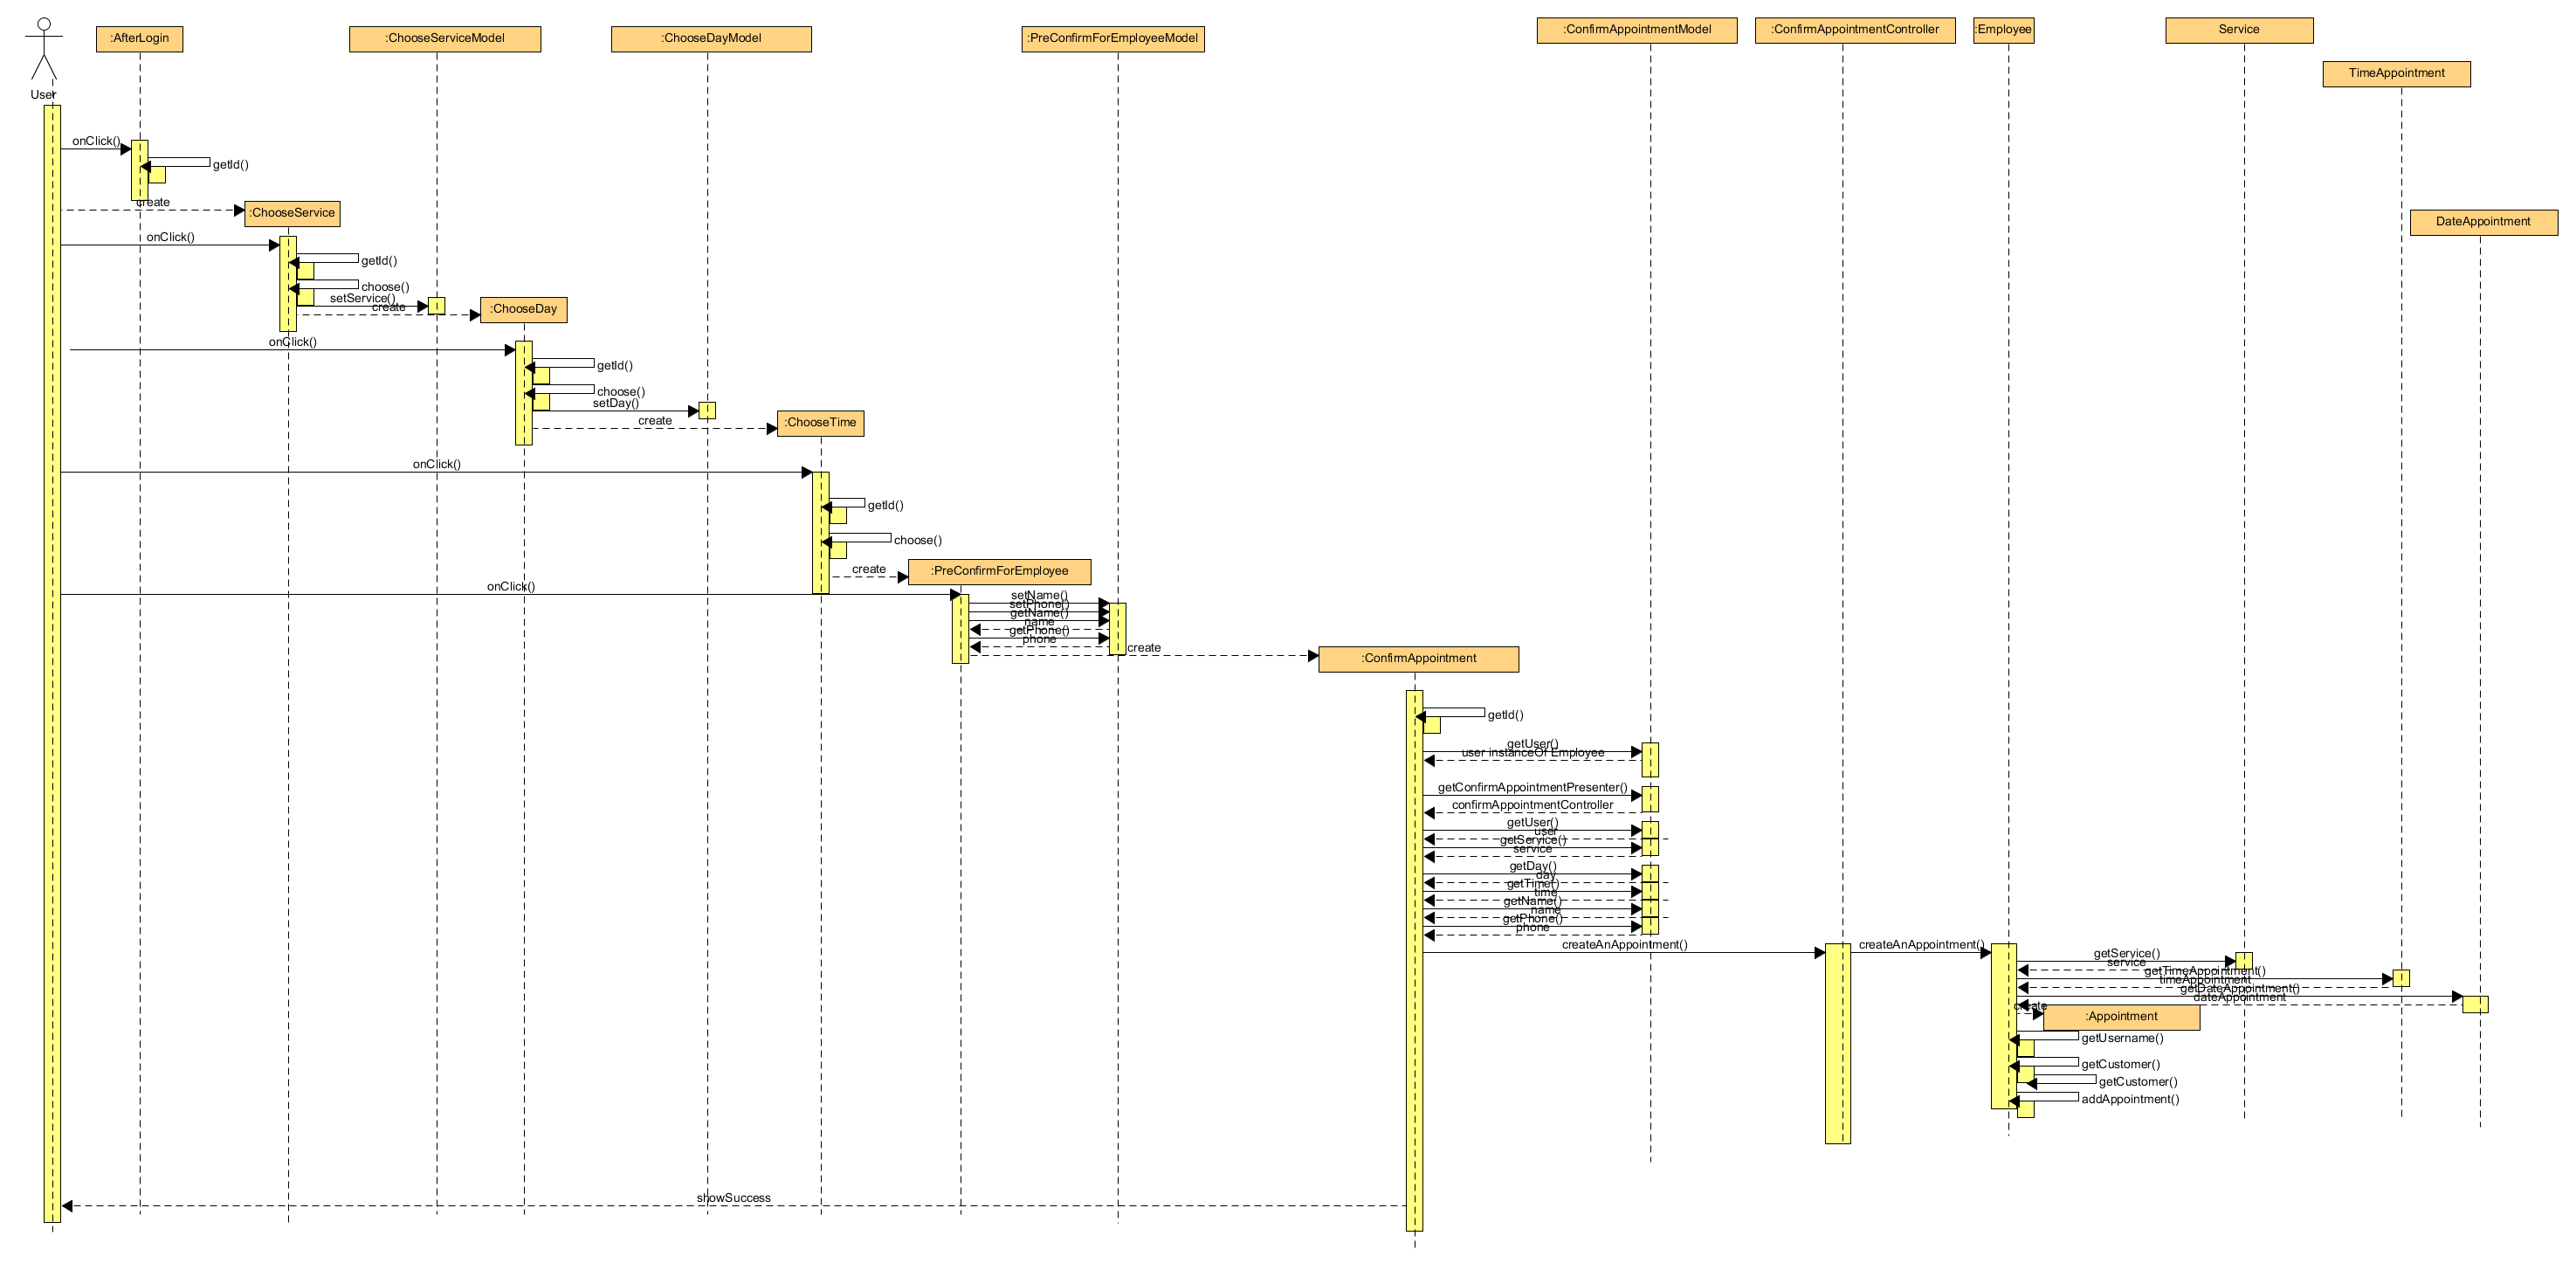 :ConfirmAppointmentModel
:ConfirmAppointmentController
:Employee
Service
:AfterLogin
:ChooseServiceModel
:ChooseDayModel
:PreConfirmForEmployeeModel
TimeAppointment
User
onClick()
getId()
create
:ChooseService
DateAppointment
onClick()
getId()
choose()
setService()
create
:ChooseDay
onClick()
getId()
choose()
setDay()
create
:ChooseTime
onClick()
getId()
choose()
create
:PreConfirmForEmployee
onClick()
setName()
setPhone()
getName()
name
getPhone()
phone
create
:ConfirmAppointment
getId()
getUser()
user instanceOf Employee
getConfirmAppointmentPresenter()
confirmAppointmentController
getUser()
user
getService()
service
getDay()
day
getTime()
time
getName()
name
getPhone()
phone
createAnAppointment()
createAnAppointment()
getService()
service
getTimeAppointment()
timeAppointment
getDateAppointment()
dateAppointment
create
:Appointment
getUsername()
getCustomer()
getCustomer()
addAppointment()
showSuccess